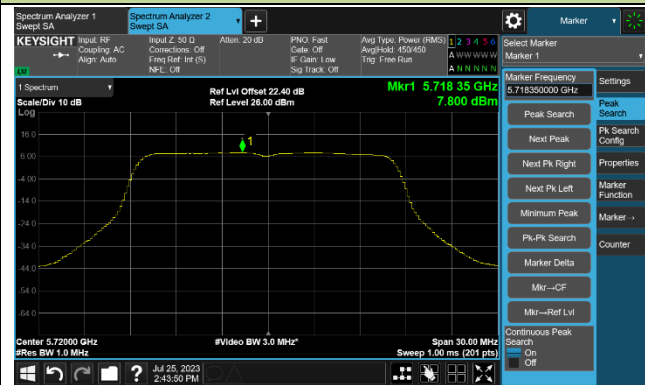 Spectrum Analyzer 1
Swept SA
Spectrum Analyzer 2
Swept SA
Marker
KEYSIGHT
Input: RF
Coupling: AC
Align: Auto
Input Z: 50 Ω
Corrections: Off
Freq Ref: Int (S)
NFE: Off
Atten: 20 dB
PNO: Fast
Gate: Off
IF Gain: Low
Sig Track: Off
Avg Type: Power (RMS)
Avg|Hold: 450/450
Trig: Free Run
1 2 3 4 5 6
A W W W W W
A N N N N N
LXI
Select Marker
Marker 1
1 Spectrum
Scale/Div 10 dB
Log
Ref Lvl Offset 22.40 dB
Ref Level 26.00 dBm
Mkr1 5.718 35 GHz
7.800 dBm
1
16.0
6.00
-4.00
-14.0
-24.0
-34.0
-44.0
-54.0
-64.0
Center 5.72000 GHz
#Res BW 1.0 MHz
#Video BW 3.0 MHz*
Span 30.00 MHz
Sweep 1.00 ms (201 pts)
Marker Frequency
5.718350000 GHz
Peak Search
Next Peak
Next Pk Right
Next Pk Left
Minimum Peak
Pk-Pk Search
Marker Delta
Mkr→CF
Mkr→Ref Lvl
Continuous Peak
Search
On
Off
Settings
Peak
Search
Pk Search
Config
Properties
Marker
Function
Marker→
Counter
Jul 25, 2023
2:43:50 PM